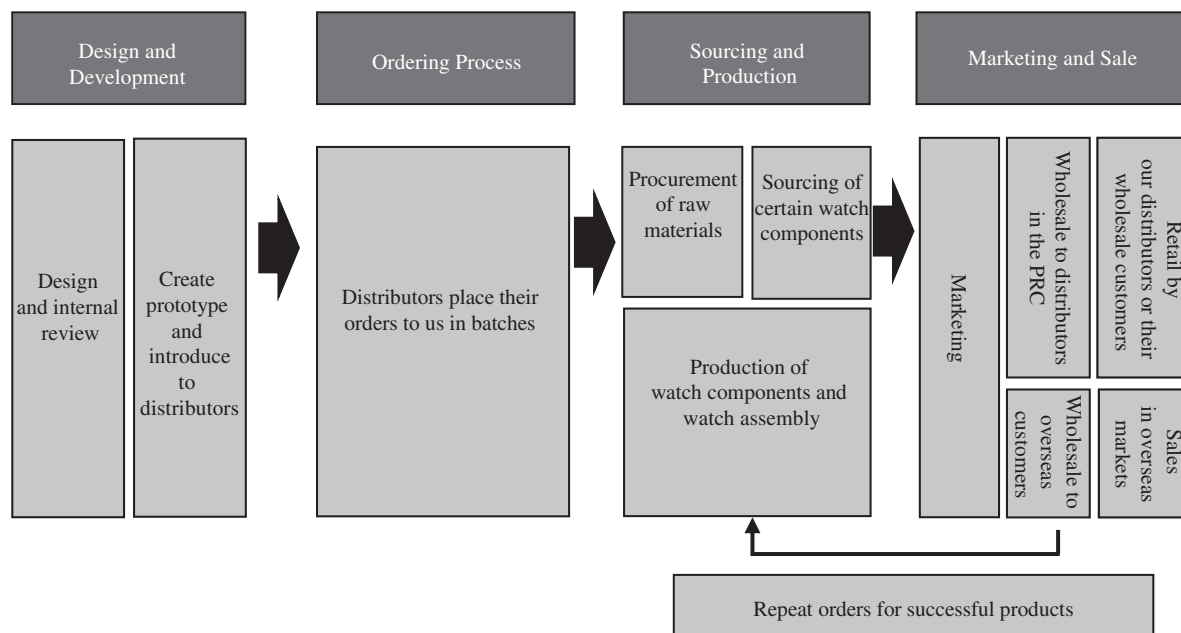 Design and
Development
Ordering Process
Sourcing and
Production
Marketing and Sale
Design
and internal
review
Create
prototype
and
introduce
to
distributors
Distributors place their
orders to us in batches
Procurement
of raw
materials
Sourcing of
certain watch
components
Production of
watch components and
watch assembly
Marketing
Wholesale to distributors
in the PRC
Retail by
our distributors or their
wholesale customers
Wholesale to
overseas
customers
Sales
in overseas
markets
Repeat orders for successful products